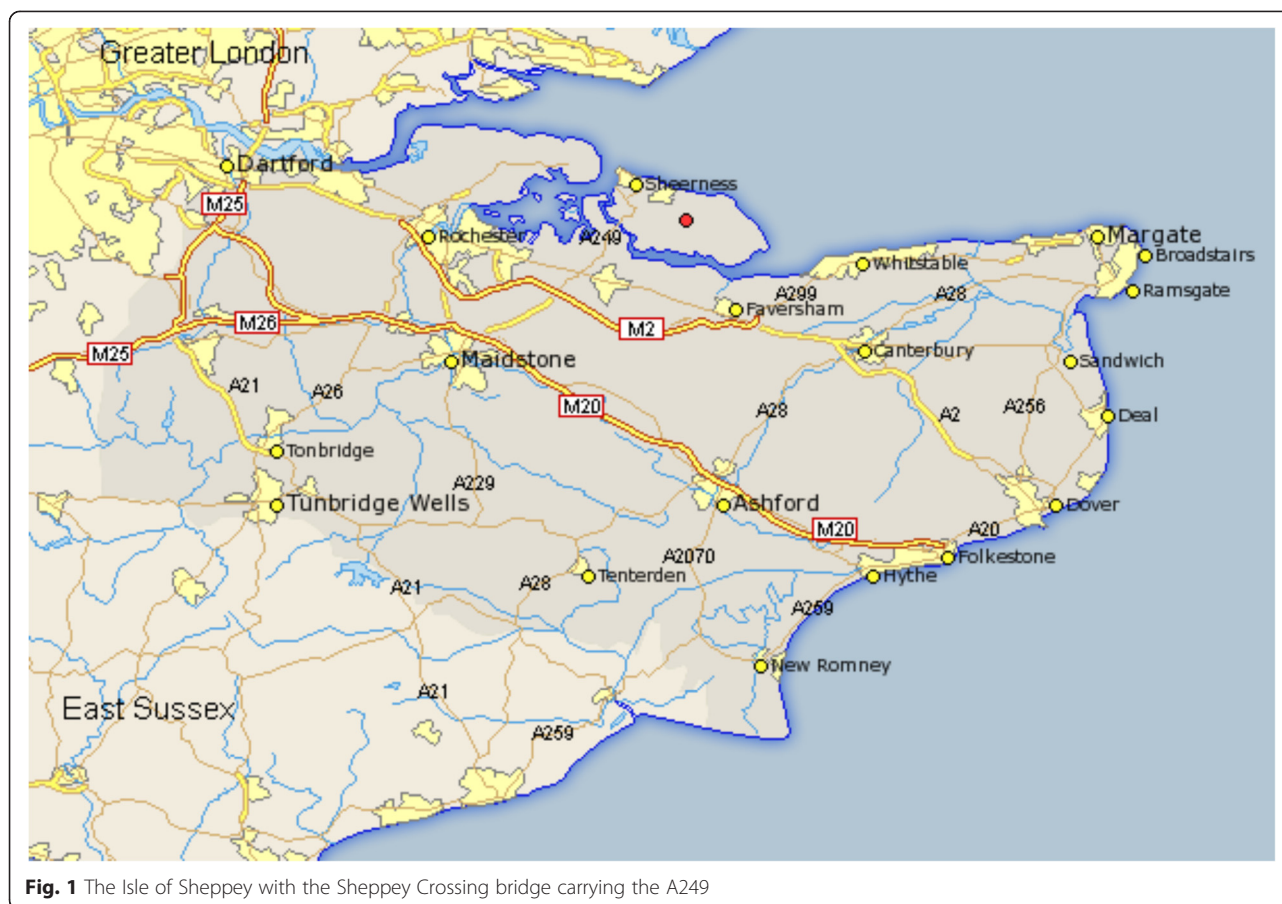 Greater London
Dartford
Sheerness
M25
Rochester
A249
Margate
Broadstairs
Whitstable
Ramsgate
A299
A28
Faversham
M26
M2
M25
Canterbury
Maidstone
Sandwich
A21
A26
M20
A28
A2
A256
Deal
Tonbridge
A229
Tunbridge Wells
Ashford
Dover
M20
A20
Folkestone
A2070
A21
A28
Tenterden
Hythe
A259
New Romney
A21
East Sussex
A259
Fig. 1 The Isle of Sheppey with the Sheppey Crossing bridge carrying the A249